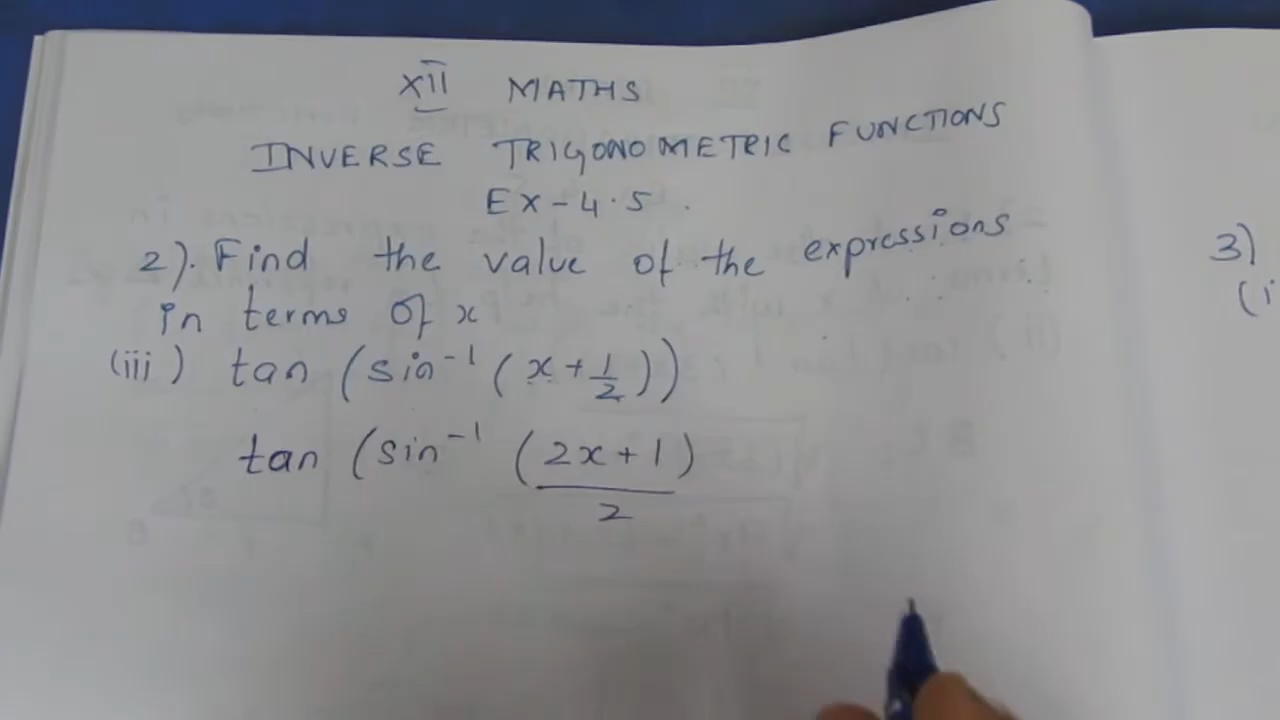 XII MATHS
INVERSE TRIGONOMETRIC FUNCTIONS
EX-4.5.
2). Find the value of the expressions
in terms of x
(iii) tan (sin⁻¹ (x + 1/2))
tan (sin⁻¹ (2x+1)/2
3)
(i